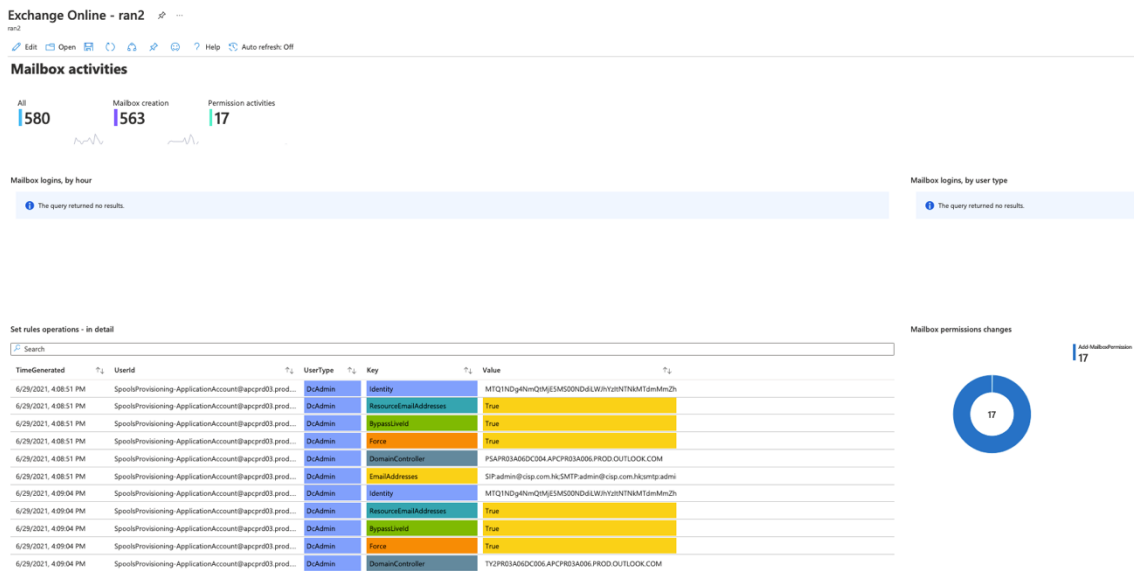 Exchange Online - ran2 ...
ran2
Edit Open Help Auto refresh: Off
Mailbox activities
All Mailbox creation Permission activities
580 563 17
Mailbox logins, by hour
The query returned no results.
Mailbox logins, by user type
The query returned no results.
Set rules operations - in detail
Search
TimeGenerated UserId UserType Key Value
6/29/2021, 4:08:51 PM SpoolsProvisioning-ApplicationAccount@apcprd03.prod... DcAdmin Identity
6/29/2021, 4:08:51 PM SpoolsProvisioning-ApplicationAccount@apcprd03.prod... DcAdmin ResourceEmailAddresses True
6/29/2021, 4:08:51 PM SpoolsProvisioning-ApplicationAccount@apcprd03.prod... DcAdmin BypassLiveId True
6/29/2021, 4:08:51 PM SpoolsProvisioning-ApplicationAccount@apcprd03.prod... DcAdmin Force True
6/29/2021, 4:08:51 PM SpoolsProvisioning-ApplicationAccount@apcprd03.prod... DcAdmin DomainController PSAPR03A06DC004.APCPR03A006.PROD.OUTLOOK.COM
6/29/2021, 4:08:51 PM SpoolsProvisioning-ApplicationAccount@apcprd03.prod... DcAdmin EmailAddresses SIP:admin@cisp.com.hk;SMTP:admin@cisp.com.hk;smtp:admi
6/29/2021, 4:09:04 PM SpoolsProvisioning-ApplicationAccount@apcprd03.prod... DcAdmin Identity
6/29/2021, 4:09:04 PM SpoolsProvisioning-ApplicationAccount@apcprd03.prod... DcAdmin ResourceEmailAddresses True
6/29/2021, 4:09:04 PM SpoolsProvisioning-ApplicationAccount@apcprd03.prod... DcAdmin BypassLiveId True
6/29/2021, 4:09:04 PM SpoolsProvisioning-ApplicationAccount@apcprd03.prod... DcAdmin Force True
6/29/2021, 4:09:04 PM SpoolsProvisioning-ApplicationAccount@apcprd03.prod... DcAdmin DomainController TY2PR03A06DC006.APCPR03A006.PROD.OUTLOOK.COM
Mailbox permissions changes
Add-MailboxPermission
17
17